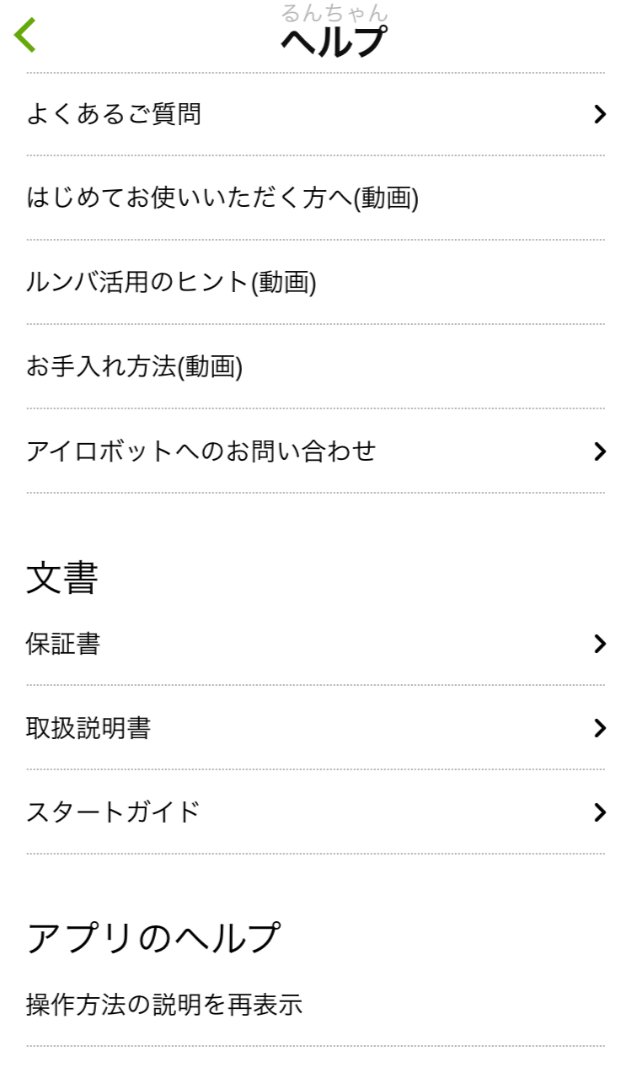 るんちゃん
ヘルプ
よくあるご質問
はじめてお使いいただく方へ(動画)
ルンバ活用のヒント(動画)
お手入れ方法(動画)
アイロボットへのお問い合わせ
文書
保証書
取扱説明書
スタートガイド
アプリのヘルプ
操作方法の説明を再表示